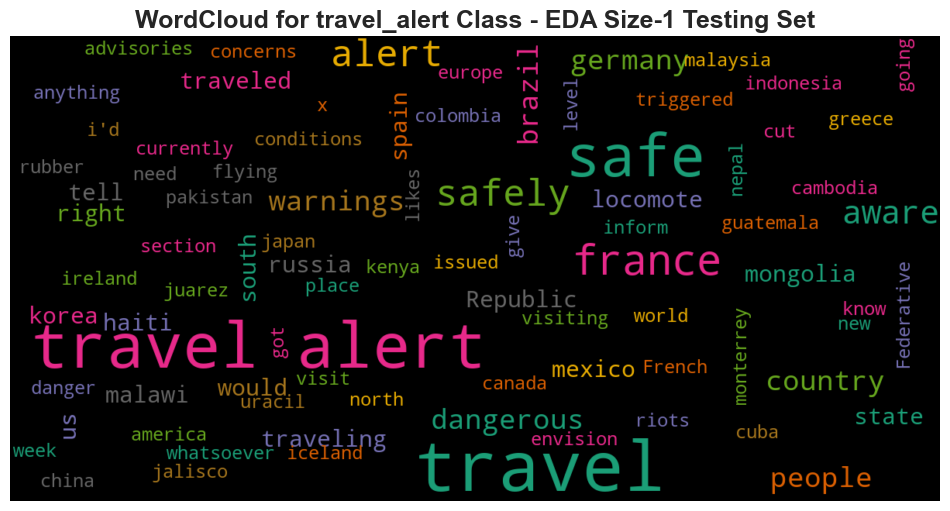 WordCloud for travel_alert Class - EDA Size-1 Testing Set
advisories
concerns
alert
europe
brazil
germany
malaysia
going
anything
traveled
x
spain
colombia
level
indonesia
triggered
greece
i'd
currently
conditions
safe
cut
nepal
rubber
need
flying
tell
pakistan
right
warnings
likes
safely
locomote
cambodia
aware
guatemala
section
japan
south
russia
kenya
issued
give
inform
france
mongolia
ireland
juarez
place
Republic
visiting
world
know
new
Federative
korea
haiti
travel alert
got
mexico
French
monterrey
country
danger
malawi
would
uracil
visit
north
canada
us
america
traveling
dangerous
envision
riots
cuba
state
week
whatsoever
iceland
china
jalisco
travel
people